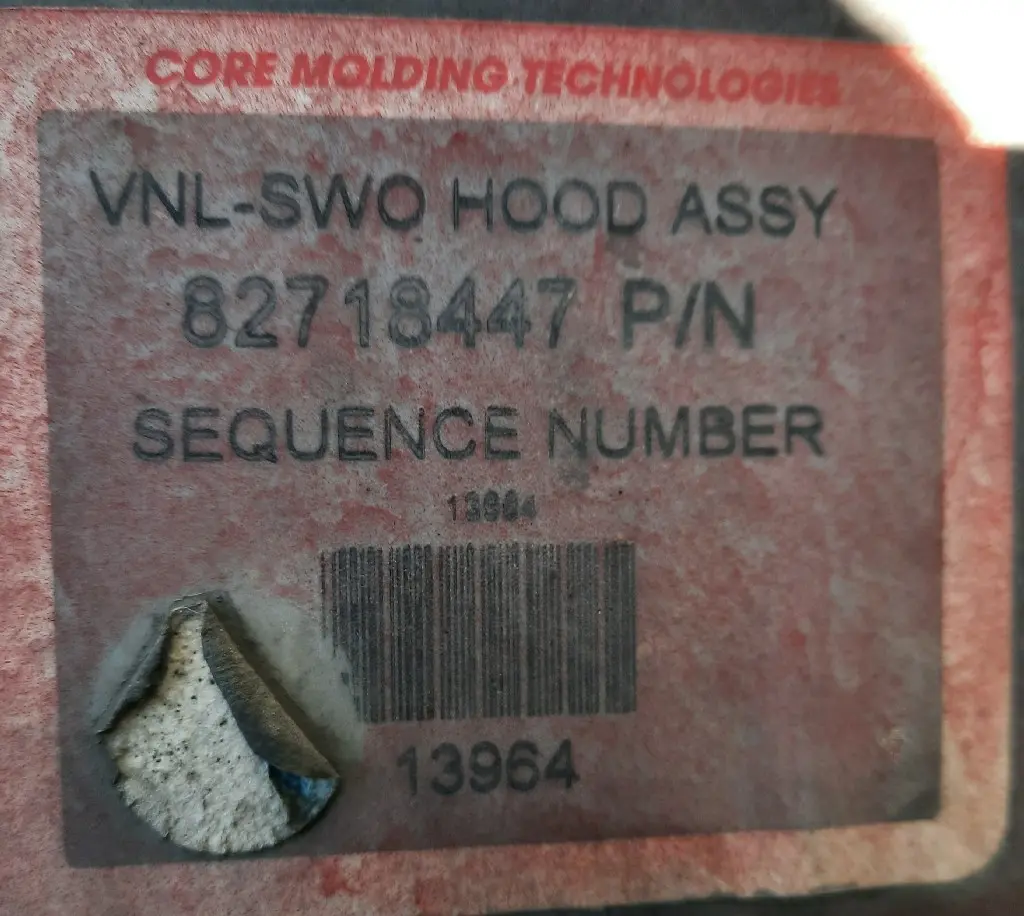 CORE MOLDING TECHNOLOGIES
VNL-SWO HOOD ASSY
82718447 P/N
SEQUENCE NUMBER
13964
13964